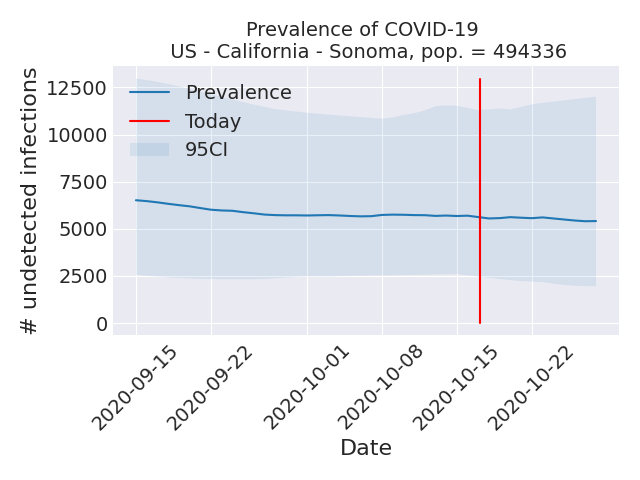 Prevalence of COVID-19
US - California - Sonoma, pop. = 494336
# undetected infections
12500
10000
7500
5000
2500
0
Prevalence
Today
95CI
2020-09-15
2020-09-22
2020-10-01
2020-10-08
2020-10-15
2020-10-22
Date